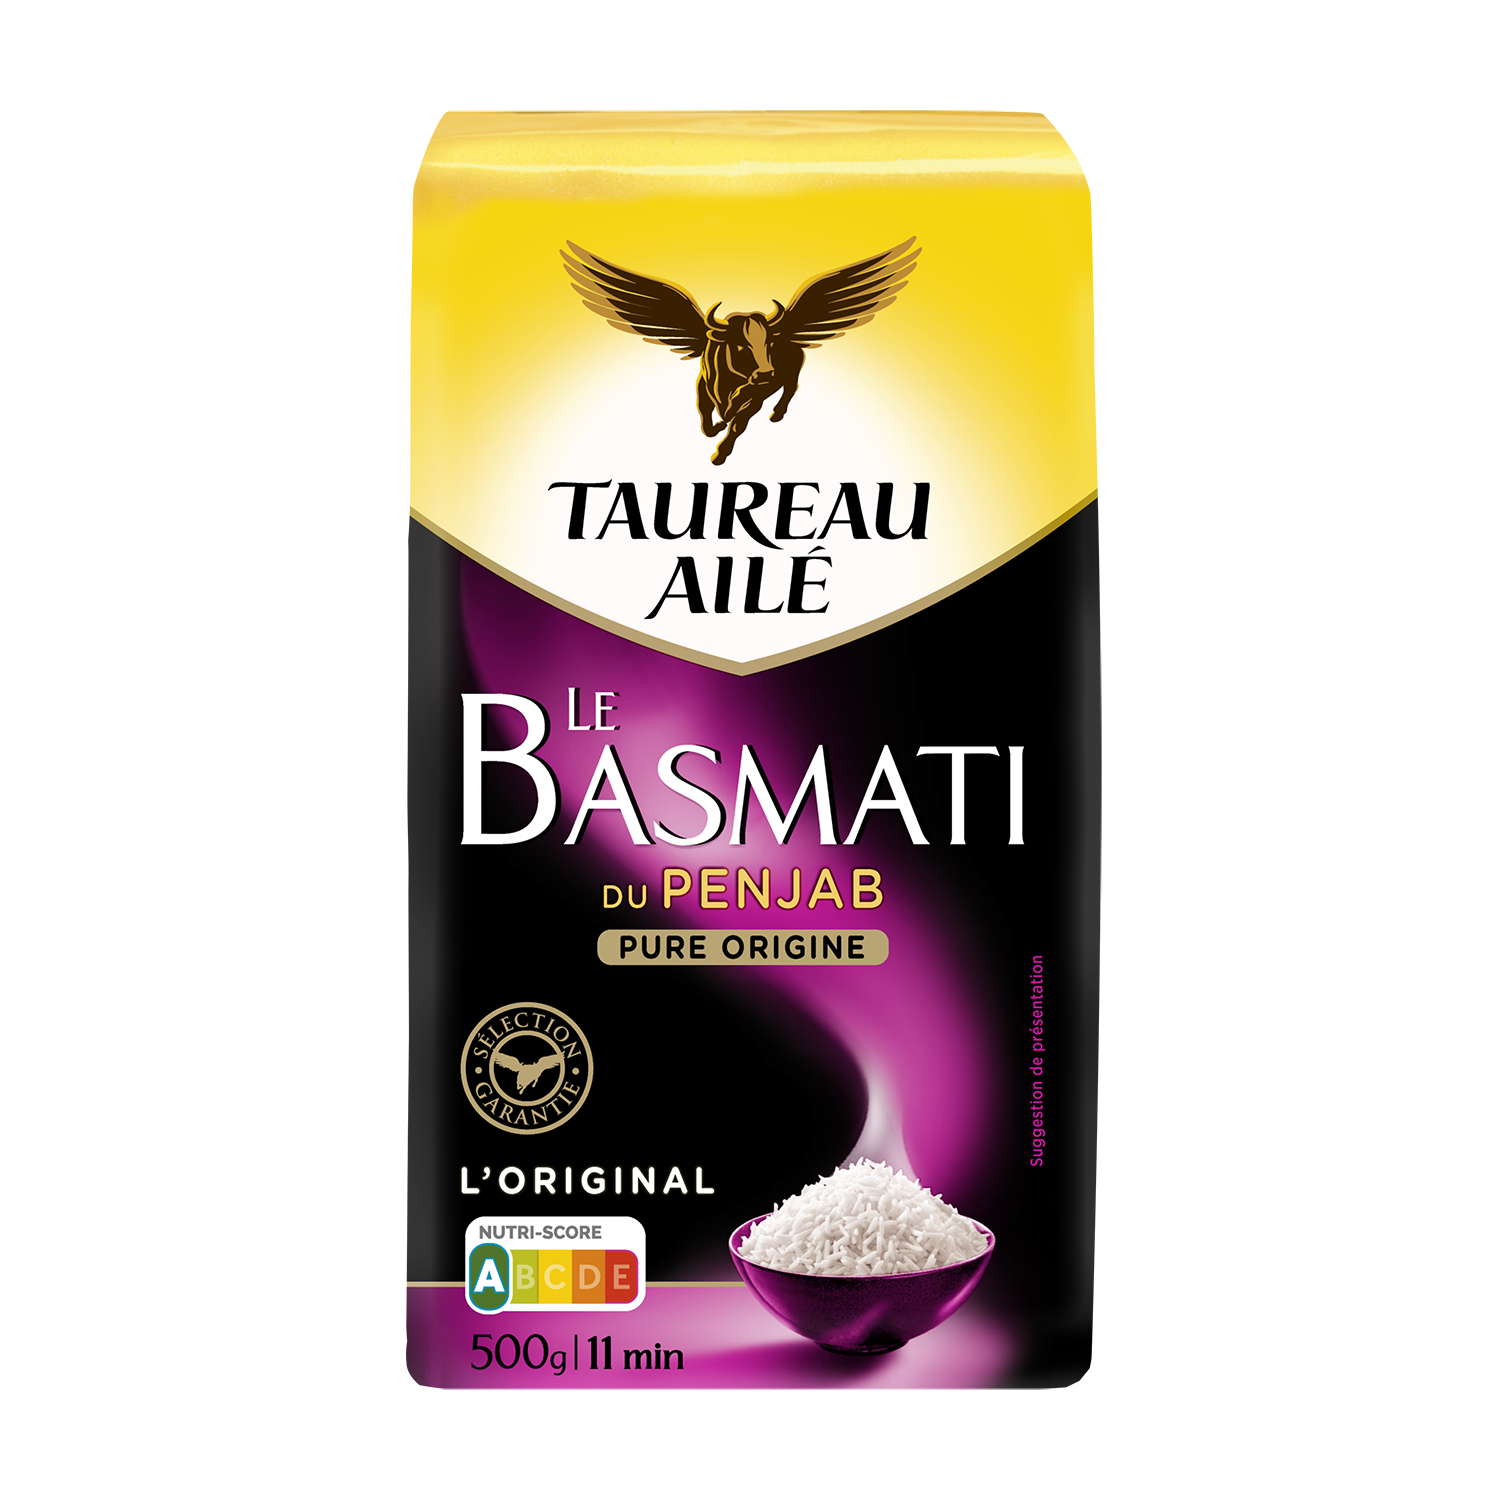 TAUREAU
AILÉ
LE
BASMATI
DU PENJAB
PURE ORIGINE
SÉLECTION
GARANTIE
L'ORIGINAL
NUTRI-SCORE
A B C D E
500g | 11 min
Suggestion de présentation